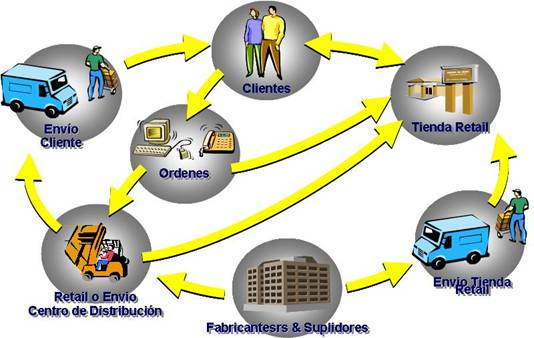 Clientes
Envío
Cliente
Tienda Retail
Ordenes
Retail o Envío
Centro de Distribución
Fabricantesrs & Suplidores
Envío Tienda
Retail